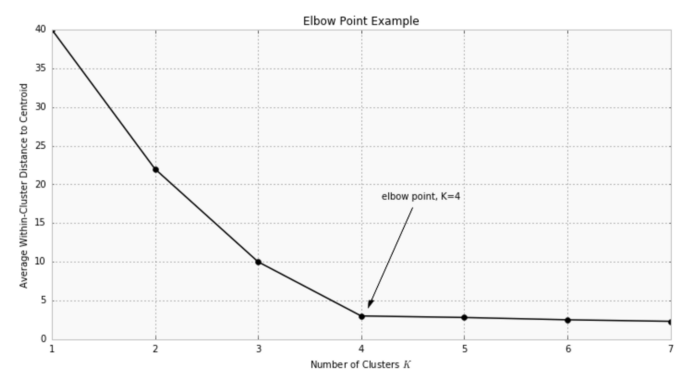 Elbow Point Example
Average Within-Cluster Distance to Centroid
40
35
30
25
20
15
10
5
0
elbow point, K=4
1 2 3 4 5 6 7
Number of Clusters K